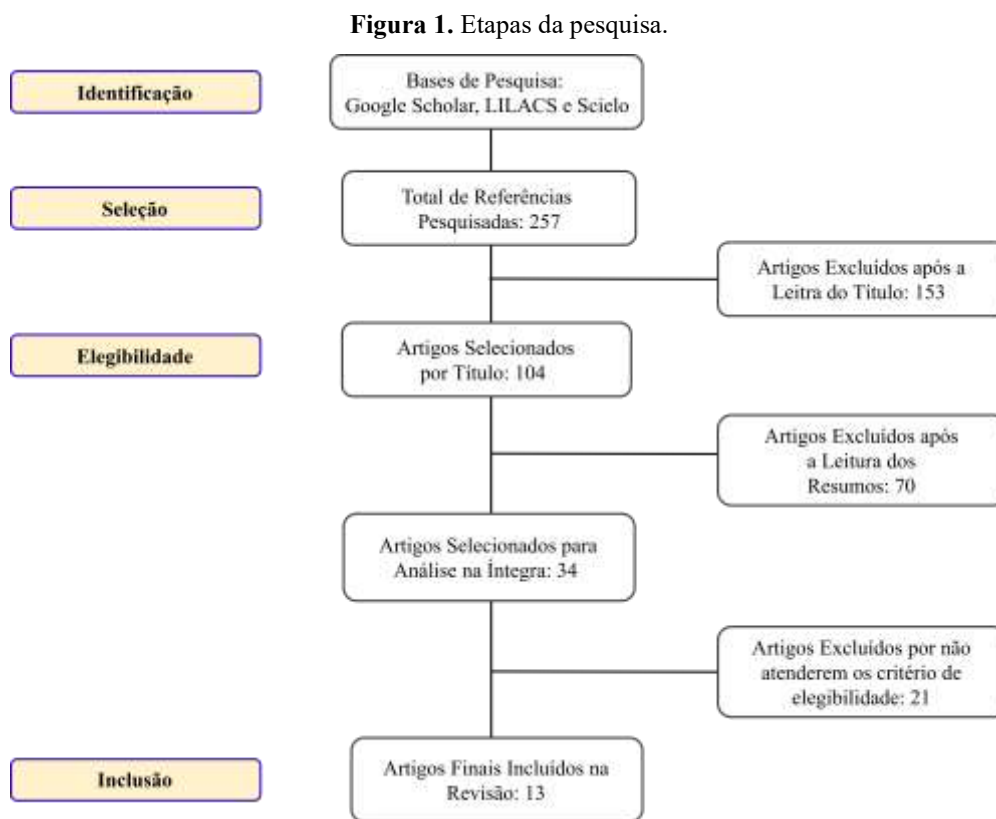 Figura 1. Etapas da pesquisa.
Identificação
Bases de Pesquisa:
Google Scholar, LILACS e Scielo
Seleção
Total de Referências
Pesquisadas: 257
Artigos Excluídos após a
Leitra do Título: 153
Elegibilidade
Artigos Selecionados
por Título: 104
Artigos Excluídos após
a Leitura dos
Resumos: 70
Artigos Selecionados para
Análise na Íntegra: 34
Artigos Excluídos por não
atenderem os critério de
elegibilidade: 21
Inclusão
Artigos Finais Incluídos na
Revisão: 13